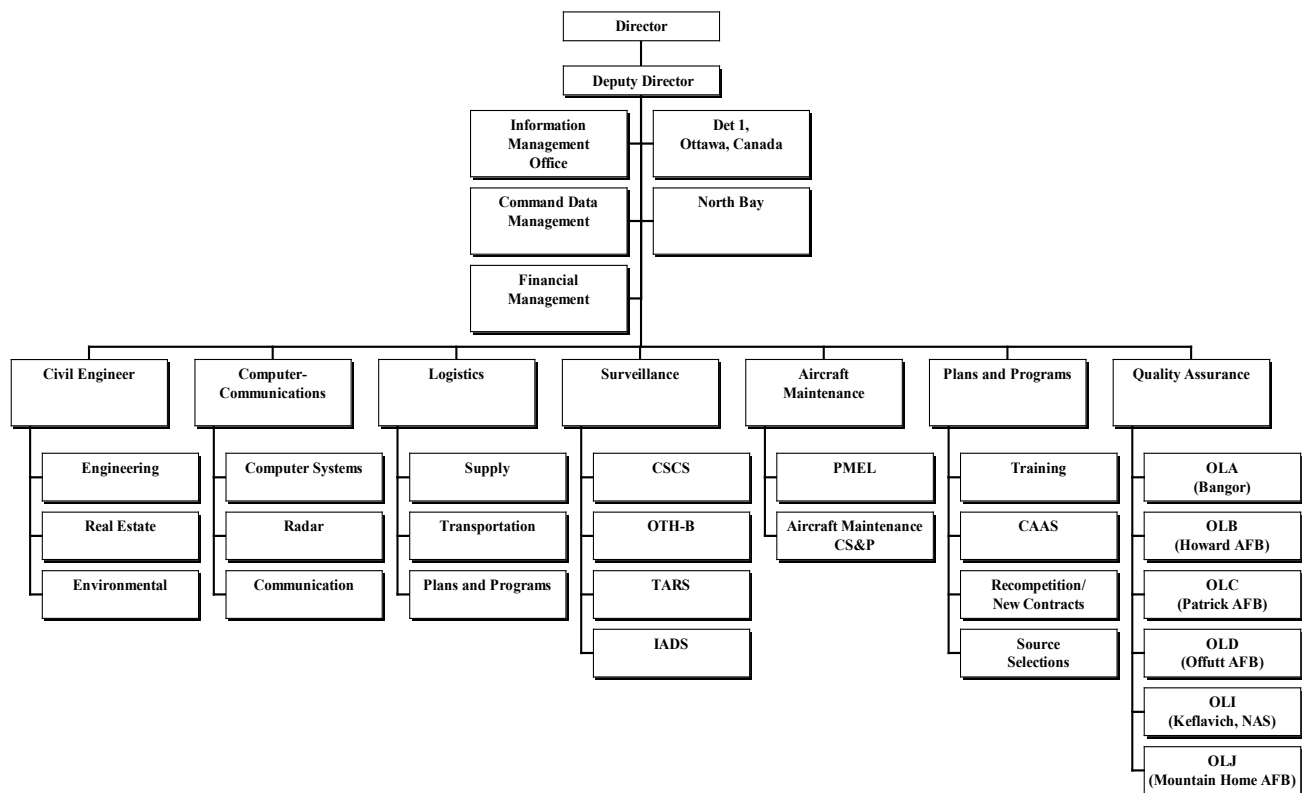 Director
Deputy Director
Information
Management
Office
Det 1,
Ottawa, Canada
Command Data
Management
North Bay
Financial
Management
Civil Engineer
Computer-
Communications
Logistics
Surveillance
Aircraft
Maintenance
Plans and Programs
Quality Assurance
Engineering
Real Estate
Environmental
Computer Systems
Radar
Communication
Supply
Transportation
Plans and Programs
CSCS
OTH-B
TARS
IADS
PMEL
Aircraft Maintenance
CS&P
Training
CAAS
Recompetition/
New Contracts
Source
Selections
OLA
(Bangor)
OLB
(Howard AFB)
OLC
(Patrick AFB)
OLD
(Offutt AFB)
OLI
(Keflavich, NAS)
OLJ
(Mountain Home AFB)